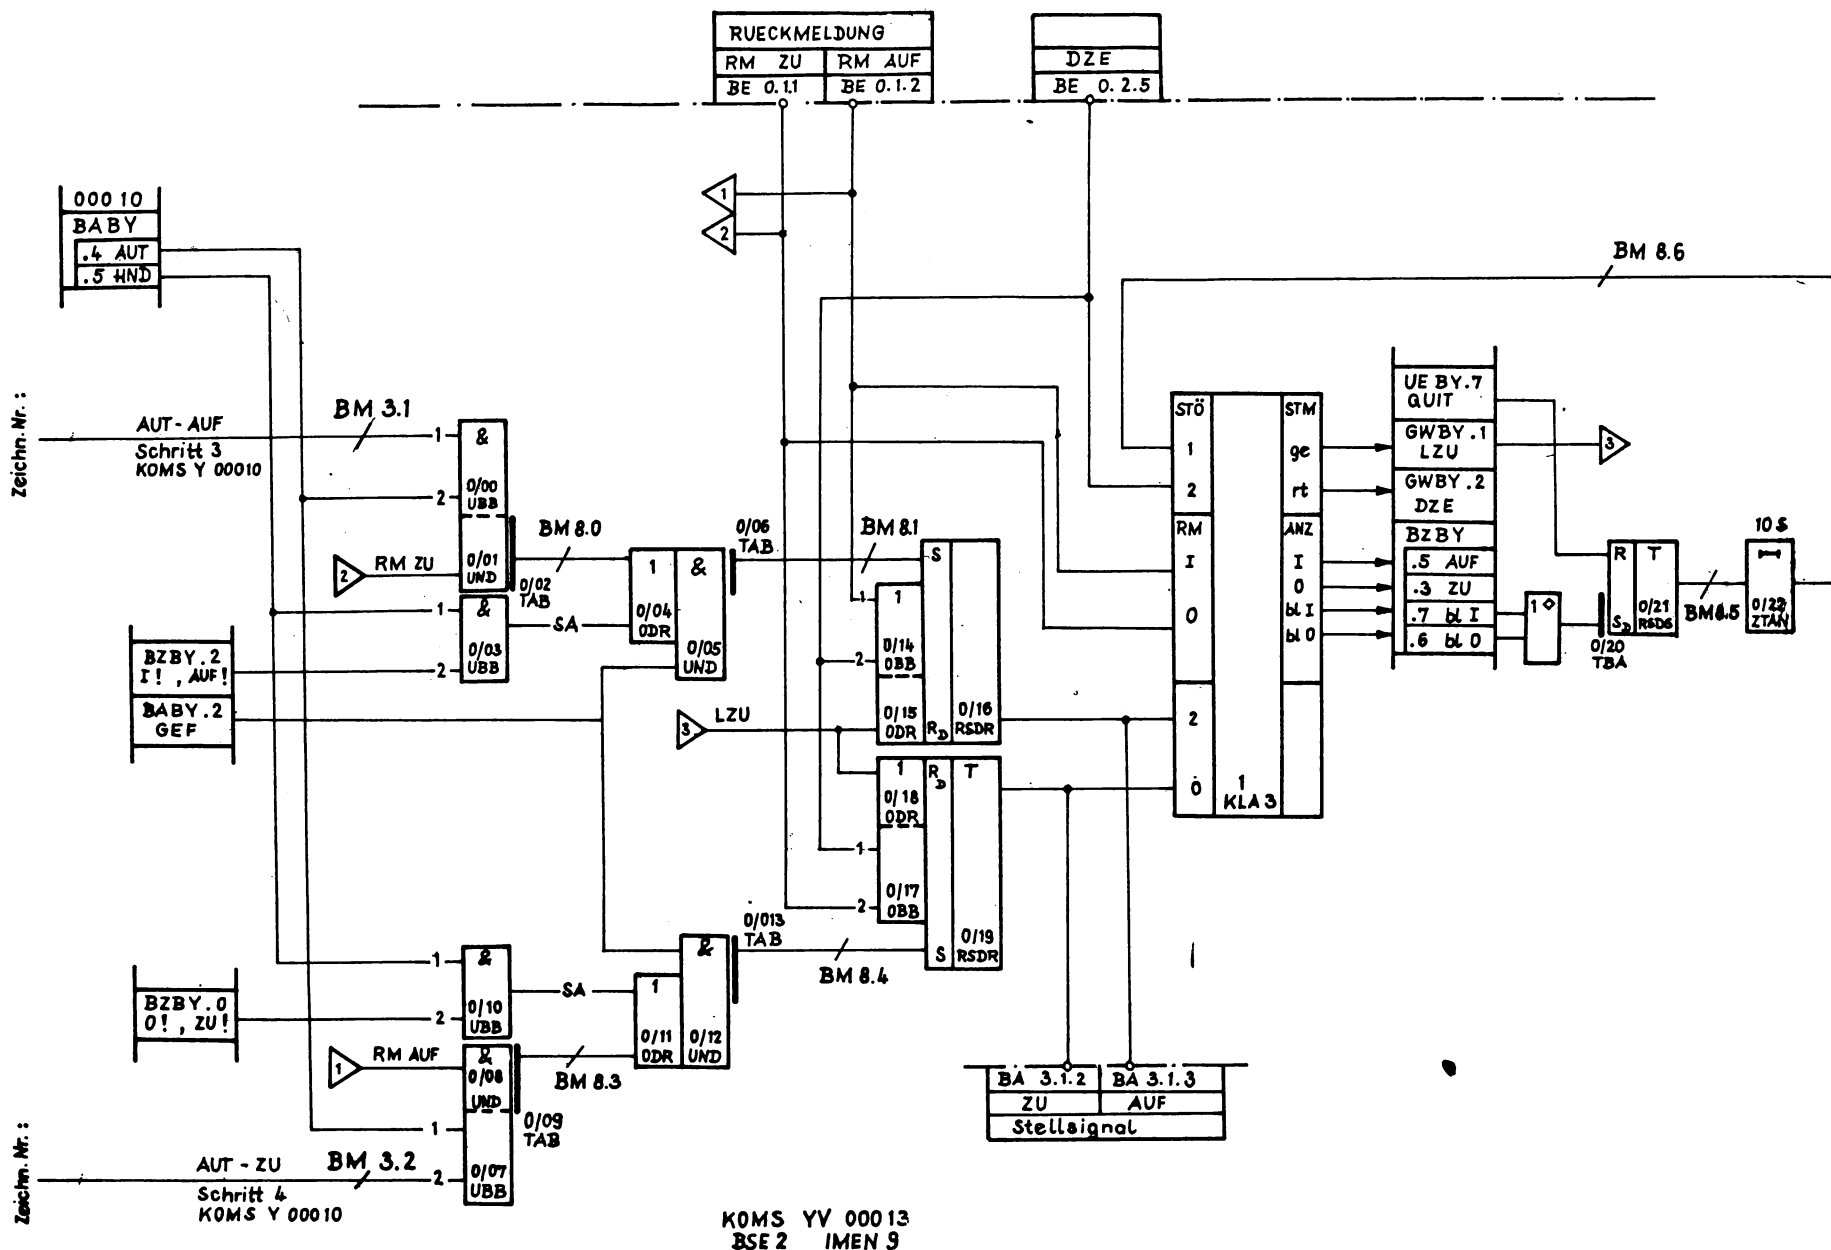 RUECKMELDUNG
RM ZU
RM AUF
BE 0.1.1
BE 0.1.2
DZE
BE 0.2.5
1
2
00010
BABY
.4 AUT
.5 HND
BM 8.6
Zeichn.Nr.:
AUT-AUF
Schritt 3
KOMS Y 00010
BM 3.1
1
&
2
0/00
UBB
2
RM ZU
0/01
UND
0/02
TAB
BM 8.0
1
&
2
0/03
UBB
SA
1
0/04
ODR
&
0/05
UND
0/06
TAB
BM 8.1
S
1
1
0/14
OBB
2
0/15
ODR
RD
0/16
RSDR
3
LZU
1
0/18
ODR
RD
T
1
0/17
OBB
2
S
0/19
RSDR
BZBY.2
I! , AUF!
BABY.2
GEF
STÖ
1
2
RM
I
0
2
0
1
KLA3
STM
ge
rt
ANZ
I
0
bl I
bl 0
UEBY.7
QUIT
GWBY.1
LZU
GWBY.2
DZE
BZBY
.5 AUF
.3 ZU
.7 bl I
.6 bl 0
3
1
0/20
TBA
R
T
SD
0/21
RSDS
BM8.5
10 S
0/22
ZTAN
BZBY.0
0! , ZU!
1
&
2
0/10
UBB
SA
1
0/11
ODR
&
0/12
UND
0/013
TAB
BM 8.4
1
RM AUF
&
0/08
UND
0/09
TAB
BM 8.3
1
2
0/07
UBB
Zeichn.Nr.:
AUT - ZU
Schritt 4
KOMS Y 00010
BM 3.2
BA 3.1.2
BA 3.1.3
ZU
AUF
Stellsignal
KOMS YV 00013
BSE 2 IMEN 9